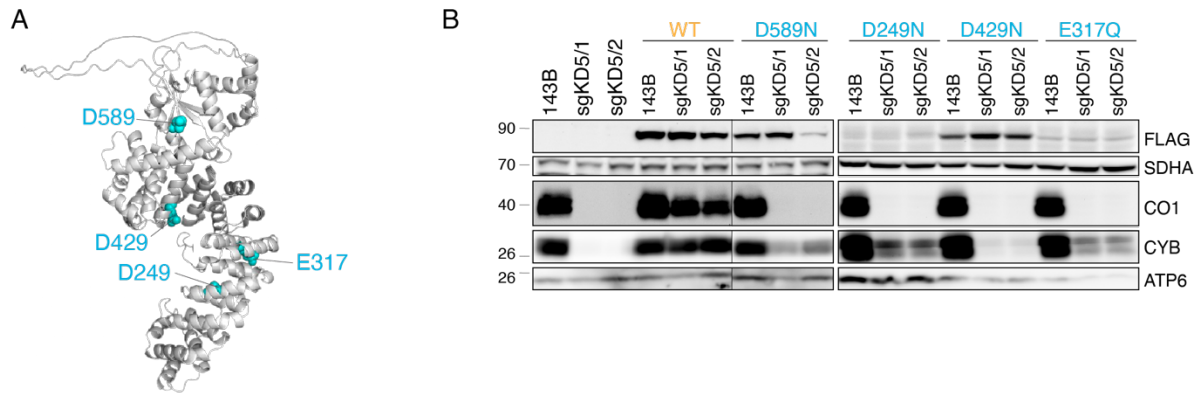 A
D589
D429
D249
E317
B
WT
D589N
D249N
D429N
E317Q
143B
sgKD5/1
sgKD5/2
143B
sgKD5/1
sgKD5/2
143B
sgKD5/1
sgKD5/2
143B
sgKD5/1
sgKD5/2
143B
sgKD5/1
sgKD5/2
143B
sgKD5/1
sgKD5/2
90
FLAG
70
SDHA
40
CO1
26
CYB
26
ATP6